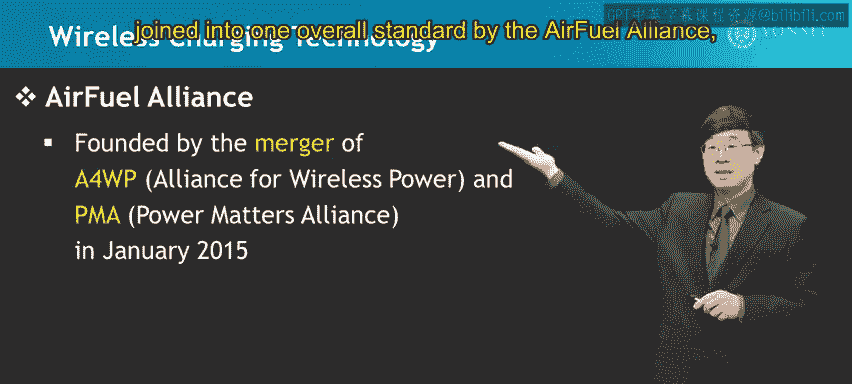 joined into one overall standard by the AirFuel Alliance,
Wireless Charging Technology
AirFuel Alliance
Founded by the merger of
A4WP (Alliance for Wireless Power) and
PMA (Power Matters Alliance)
in January 2015